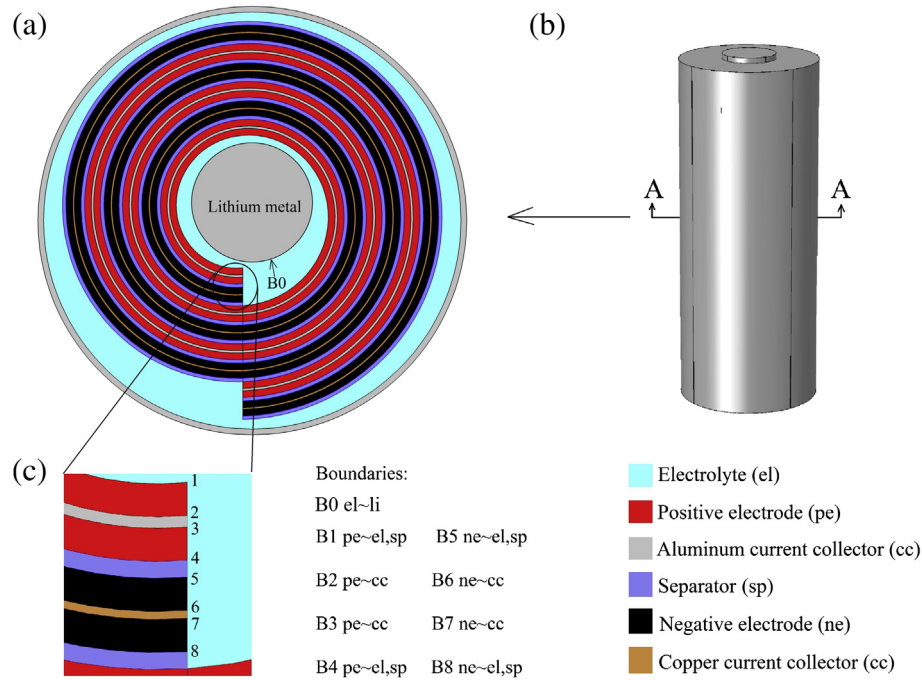 (a)
(b)
Lithium metal
B0
A
A
(c)
1
2
3
4
5
6
7
8
Boundaries:
B0 el~li
B1 pe~el,sp B5 ne~el,sp
B2 pe~cc B6 ne~cc
B3 pe~cc B7 ne~cc
B4 pe~el,sp B8 ne~el,sp
Electrolyte (el)
Positive electrode (pe)
Aluminum current collector (cc)
Separator (sp)
Negative electrode (ne)
Copper current collector (cc)